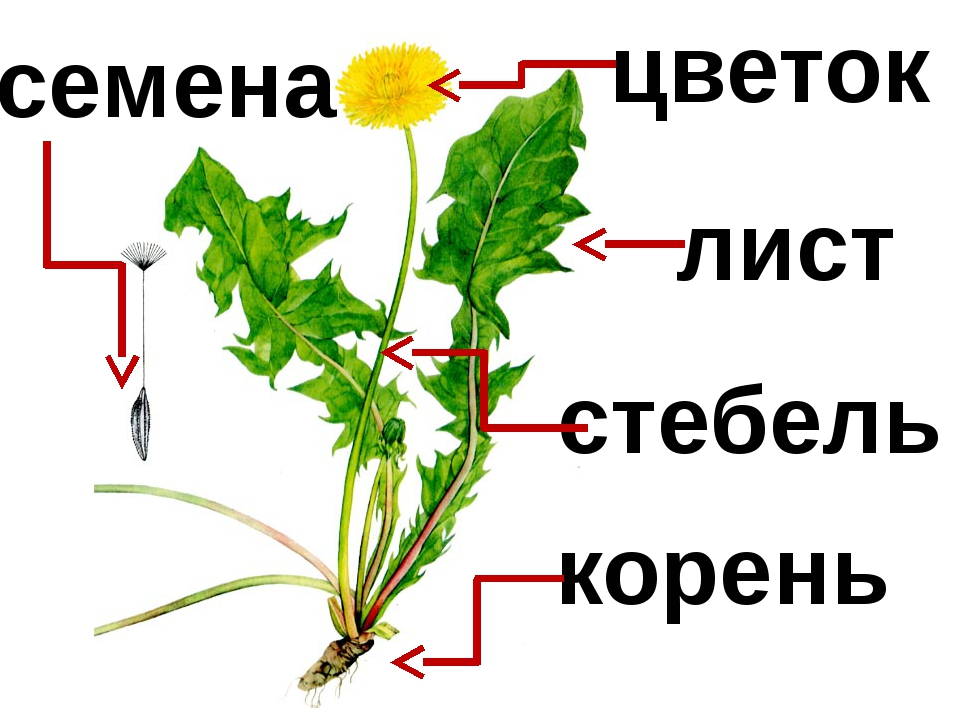 семена
цветок
лист
стебель
корень